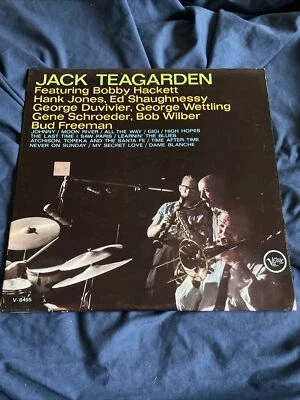 JACK TEAGARDEN
Featuring Bobby Hackett
Hank Jones, Ed Shaughnessy
George Duvivier, George Wettling
Gene Schroeder, Bob Wilber
Bud Freeman
JOHNNY / MOON RIVER / ALL THE WAY / GIGI / HIGH HOPES
THE LAST TIME I SAW PARIS / LEARNIN' THE BLUES
ATCHISON, TOPEKA AND THE SANTA FE / TIME AFTER TIME
NEVER ON SUNDAY / MY SECRET LOVE / DAME BLANCHE
Verve
V-8495